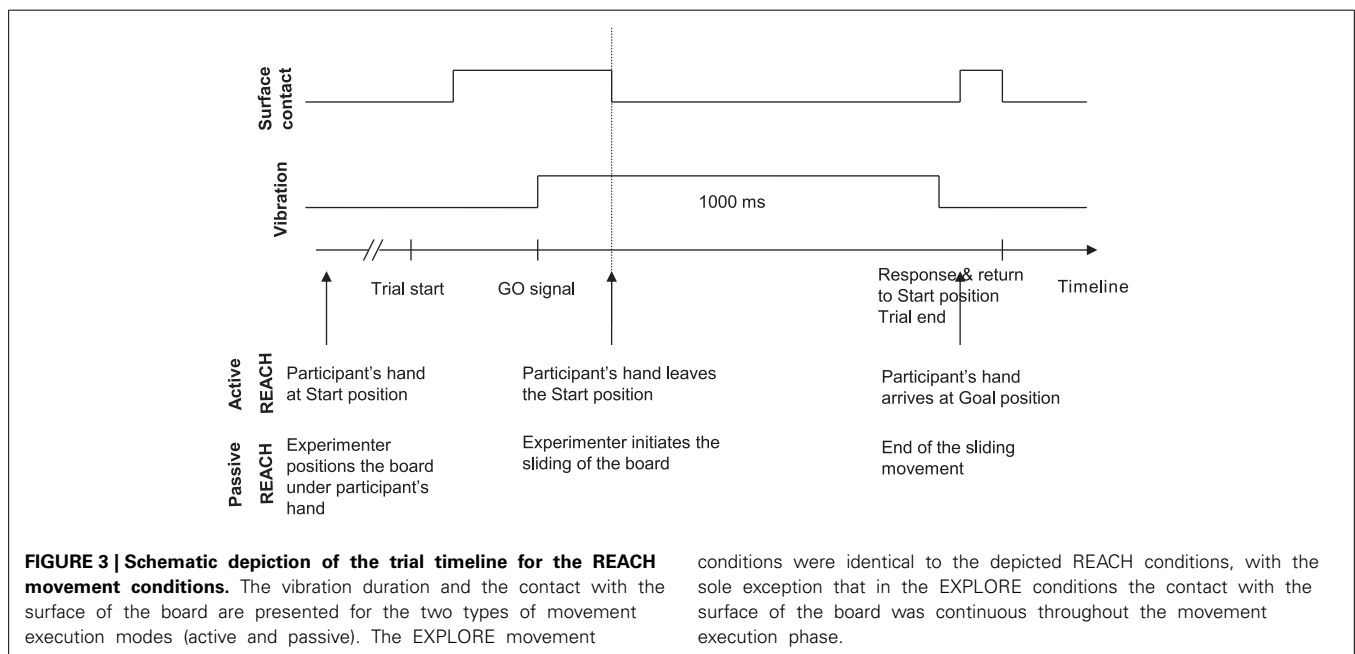 Surface
contact
Vibration
1000 ms
Trial start
GO signal
Response & return
to Start position
Trial end
Timeline
Active
REACH
Participant’s hand
at Start position
Participant’s hand leaves
the Start position
Participant’s hand
arrives at Goal position
Passive
REACH
Experimenter
positions the board
under participant’s
hand
Experimenter initiates the
sliding of the board
End of the sliding
movement
FIGURE 3 | Schematic depiction of the trial timeline for the REACH
movement conditions. The vibration duration and the contact with the
surface of the board are presented for the two types of movement
execution modes (active and passive). The EXPLORE movement
conditions were identical to the depicted REACH conditions, with the
sole exception that in the EXPLORE conditions the contact with the
surface of the board was continuous throughout the movement
execution phase.